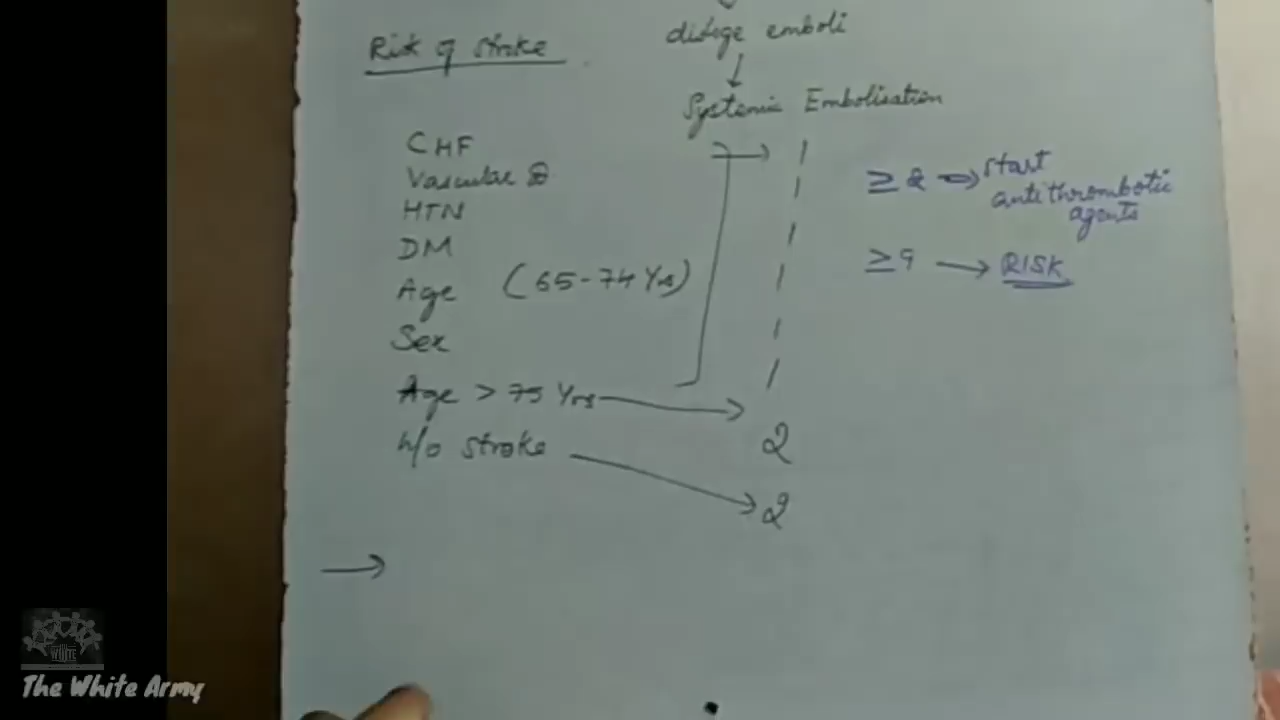 Risk of stroke
disloge emboli
↓
Systemic Embolisation
CHF → 1
Vascular 1
HTN 1
DM 1
Age (65-74 Yrs) 1
Sex 1
Age > 75 Yrs → 2
h/o stroke → 2
→
≥ 2 → start
antithrombotic
agents
≥ 9 → RISK
The White Army